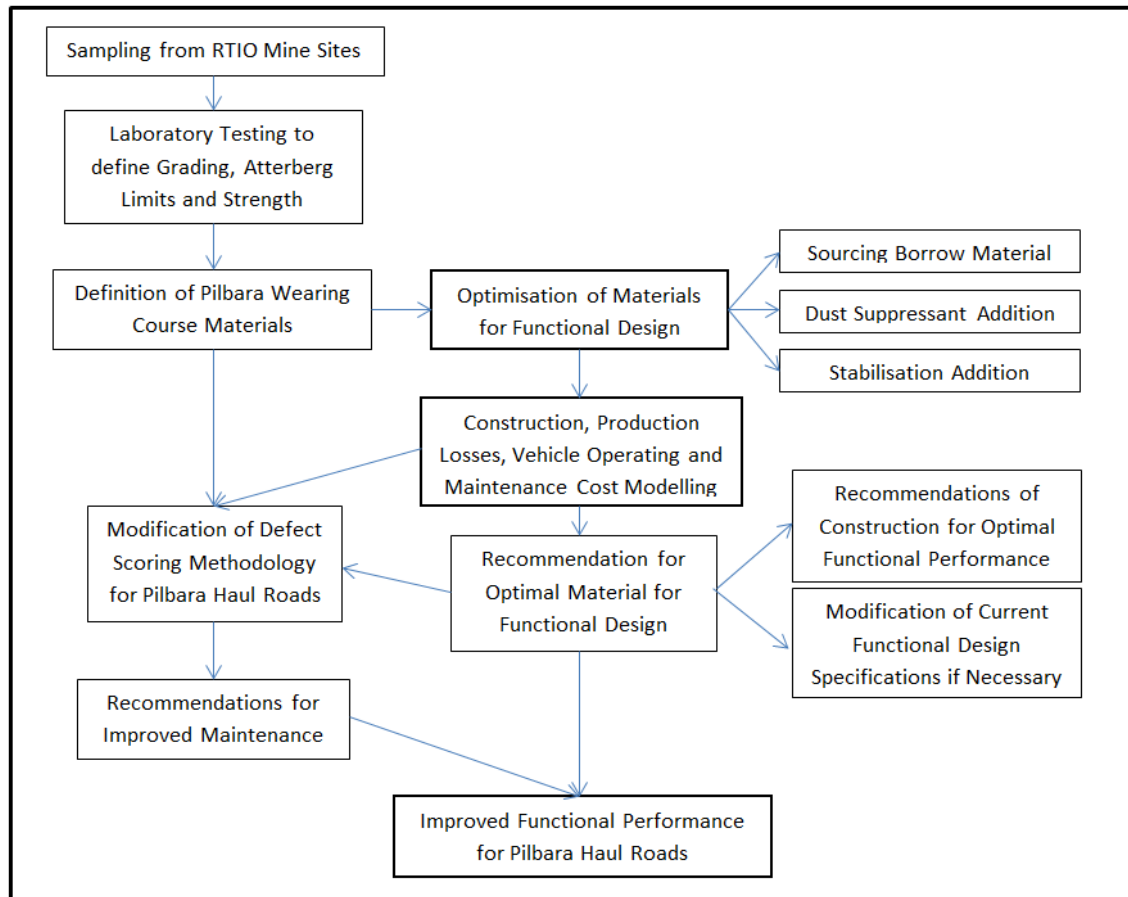 Sampling from RTIO Mine Sites
Laboratory Testing to
define Grading, Atterberg
Limits and Strength
Definition of Pilbara Wearing
Course Materials
Optimisation of Materials
for Functional Design
Sourcing Borrow Material
Dust Suppressant Addition
Stabilisation Addition
Construction, Production
Losses, Vehicle Operating and
Maintenance Cost Modelling
Modification of Defect
Scoring Methodology
for Pilbara Haul Roads
Recommendation for
Optimal Material for
Functional Design
Recommendations of
Construction for Optimal
Functional Performance
Modification of Current
Functional Design
Specifications if Necessary
Recommendations for
Improved Maintenance
Improved Functional Performance
for Pilbara Haul Roads